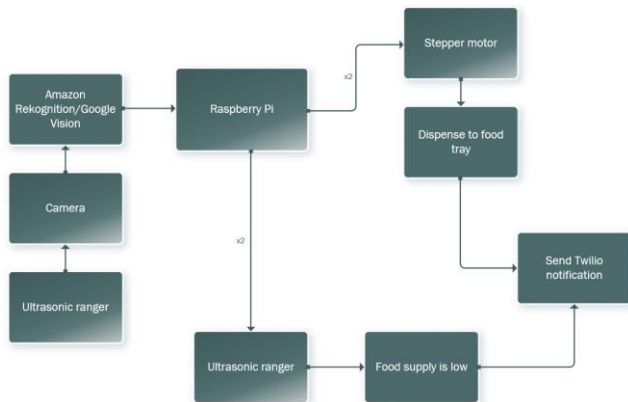 Stepper motor
x2
Amazon
Rekognition/Google
Vision
Raspberry Pi
Dispense to food
tray
Camera
x2
Send Twilio
notification
Ultrasonic ranger
Ultrasonic ranger
Food supply is low